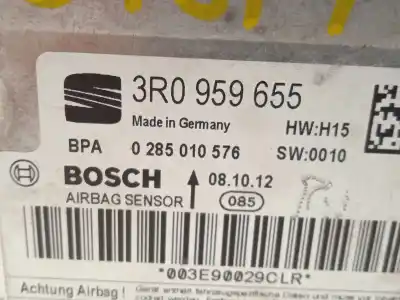 3R0 959 655
Made in Germany HW:H15
BPA 0 285 010 576 SW:0010
BOSCH 08.10.12
AIRBAG SENSOR 085
*003E90029CLR*
Achtung Airbag!